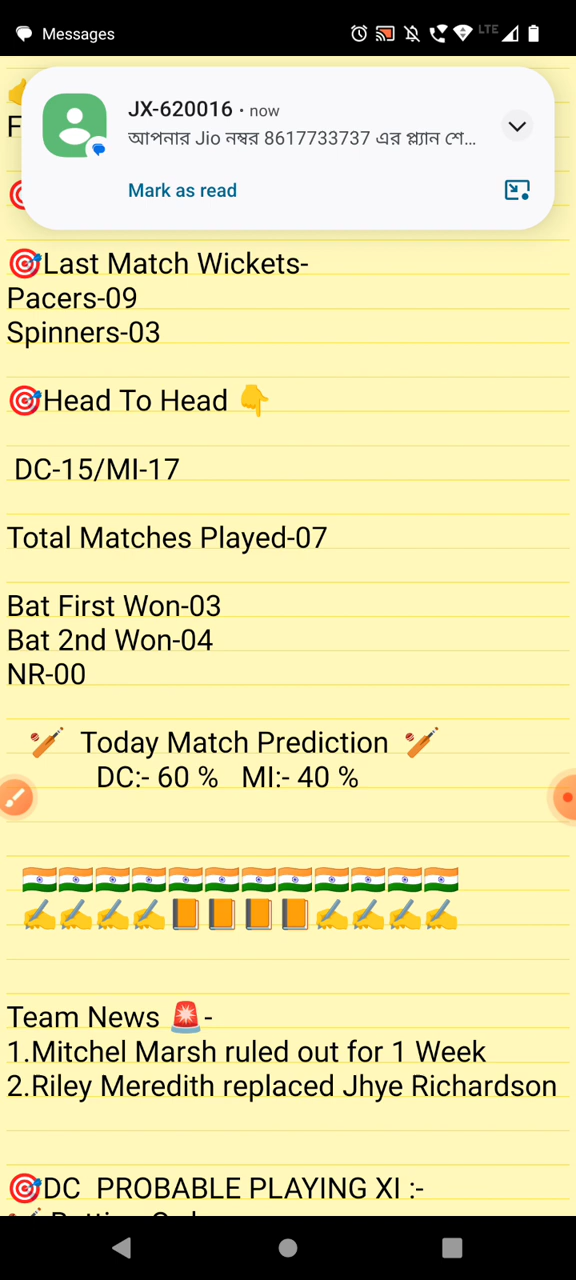 Messages
LTE
JX-620016 · now
আপনার Jio নম্বর 8617733737 এর প্ল্যান শে...
Mark as read
F
🎯Last Match Wickets-
Pacers-09
Spinners-03
🎯Head To Head 👇
DC-15/MI-17
Total Matches Played-07
Bat First Won-03
Bat 2nd Won-04
NR-00
🏏 Today Match Prediction 🏏
DC:- 60 % MI:- 40 %
🇮🇳🇮🇳🇮🇳🇮🇳🇮🇳🇮🇳🇮🇳🇮🇳🇮🇳🇮🇳🇮🇳🇮🇳
✍️✍️✍️✍️📙📙📙📙✍️✍️✍️✍️
Team News 🚨-
1.Mitchel Marsh ruled out for 1 Week
2.Riley Meredith replaced Jhye Richardson
🎯DC PROBABLE PLAYING XI :-